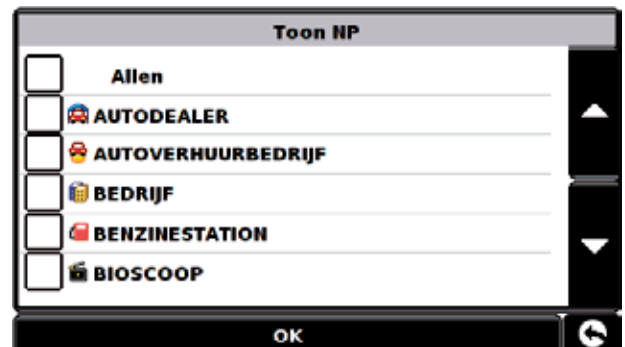 Toon NP
Allen
AUTODEALER
AUTOVERHUURBEDRIJF
BEDRIJF
BENZINESTATION
BIOSCOOP
OK